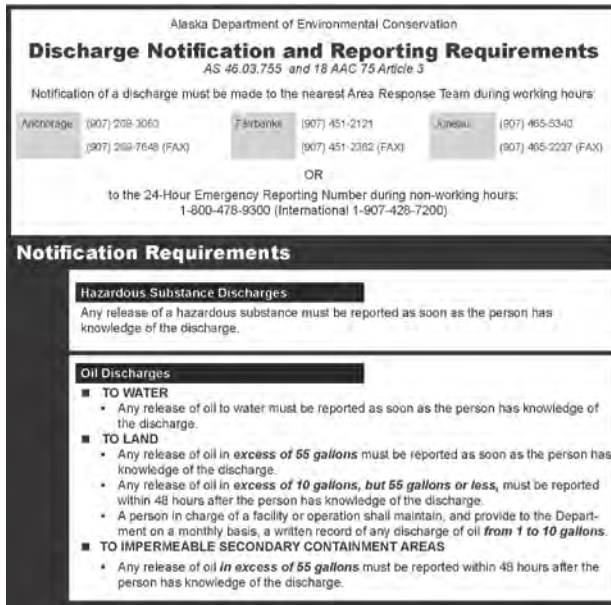 Alaska Department of Environmental Conservation
Discharge Notification and Reporting Requirements
AS 46.03.755 and 18 AAC 75 Article 3
Notification of a discharge must be made to the nearest Area Response Team during working hours:
Anchorage (907) 269-3063 Fairbanks (907) 451-2121 Juneau (907) 465-5340
(907) 269-7648 (FAX) (907) 451-2362 (FAX) (907) 465-2237 (FAX)
OR
to the 24-Hour Emergency Reporting Number during non-working hours:
1-800-478-9300 (International 1-907-428-7200)
Notification Requirements
Hazardous Substance Discharges
Any release of a hazardous substance must be reported as soon as the person has
knowledge of the discharge.
Oil Discharges
■ TO WATER
▪ Any release of oil to water must be reported as soon as the person has knowledge of
the discharge.
■ TO LAND
▪ Any release of oil in excess of 55 gallons must be reported as soon as the person has
knowledge of the discharge.
▪ Any release of oil in excess of 10 gallons, but 55 gallons or less, must be reported
within 48 hours after the person has knowledge of the discharge.
▪ A person in charge of a facility or operation shall maintain, and provide to the Depart-
ment on a monthly basis, a written record of any discharge of oil from 1 to 10 gallons.
■ TO IMPERMEABLE SECONDARY CONTAINMENT AREAS
▪ Any release of oil in excess of 55 gallons must be reported within 48 hours after the
person has knowledge of the discharge.